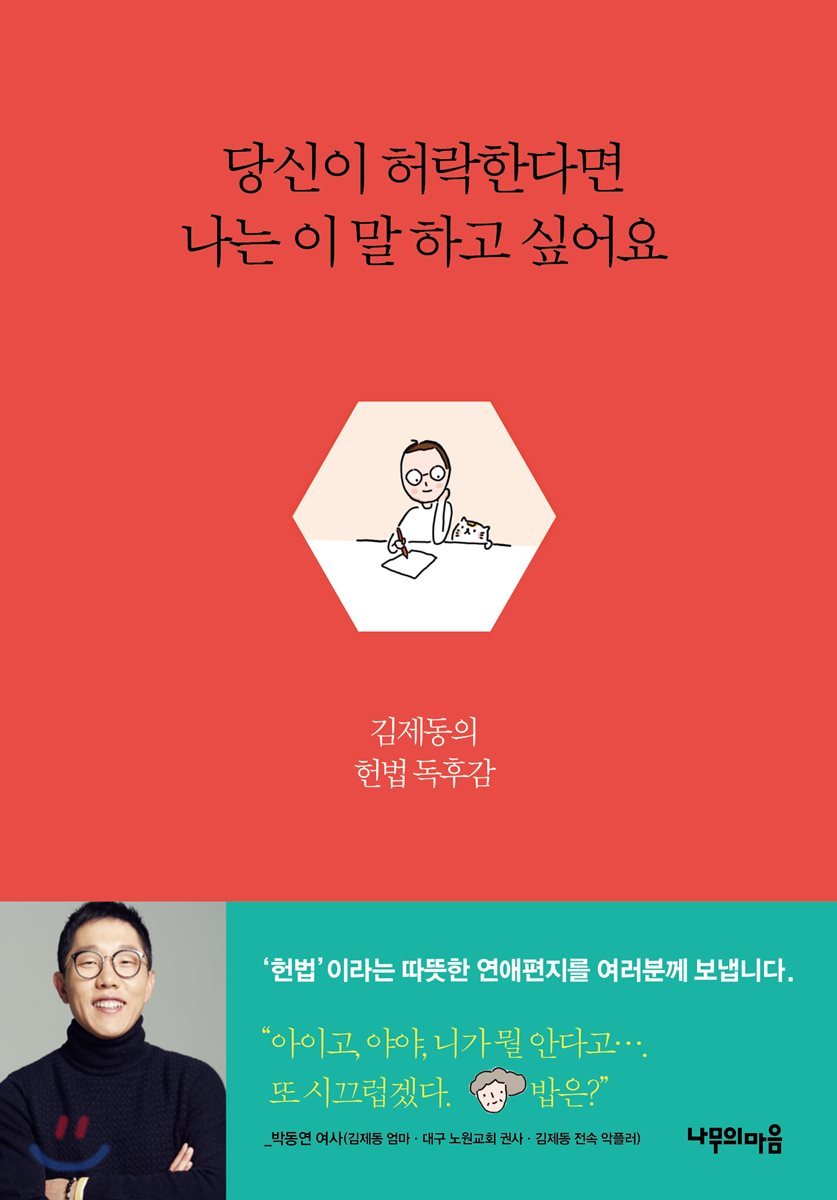 당신이 허락한다면
나는 이 말 하고 싶어요
김제동의
헌법 독후감
‘헌법’이라는 따뜻한 연애편지를 여러분께 보냅니다.
“아이고, 야야, 니가 뭘 안다고….
또 시끄럽겠다. 밥은?”
_박동연 여사(김제동 엄마 · 대구 노원교회 권사 · 김제동 전속 악플러)
나무의마음